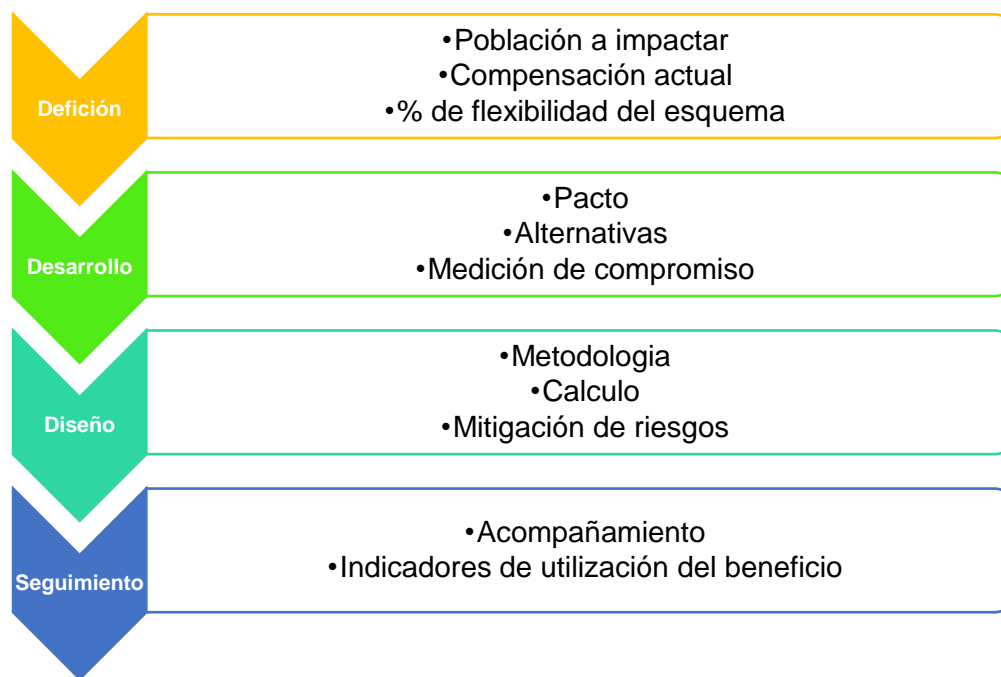 Defición
•Población a impactar
•Compensación actual
•% de flexibilidad del esquema
Desarrollo
•Pacto
•Alternativas
•Medición de compromiso
Diseño
•Metodologia
•Calculo
•Mitigación de riesgos
Seguimiento
•Acompañamiento
•Indicadores de utilización del beneficio